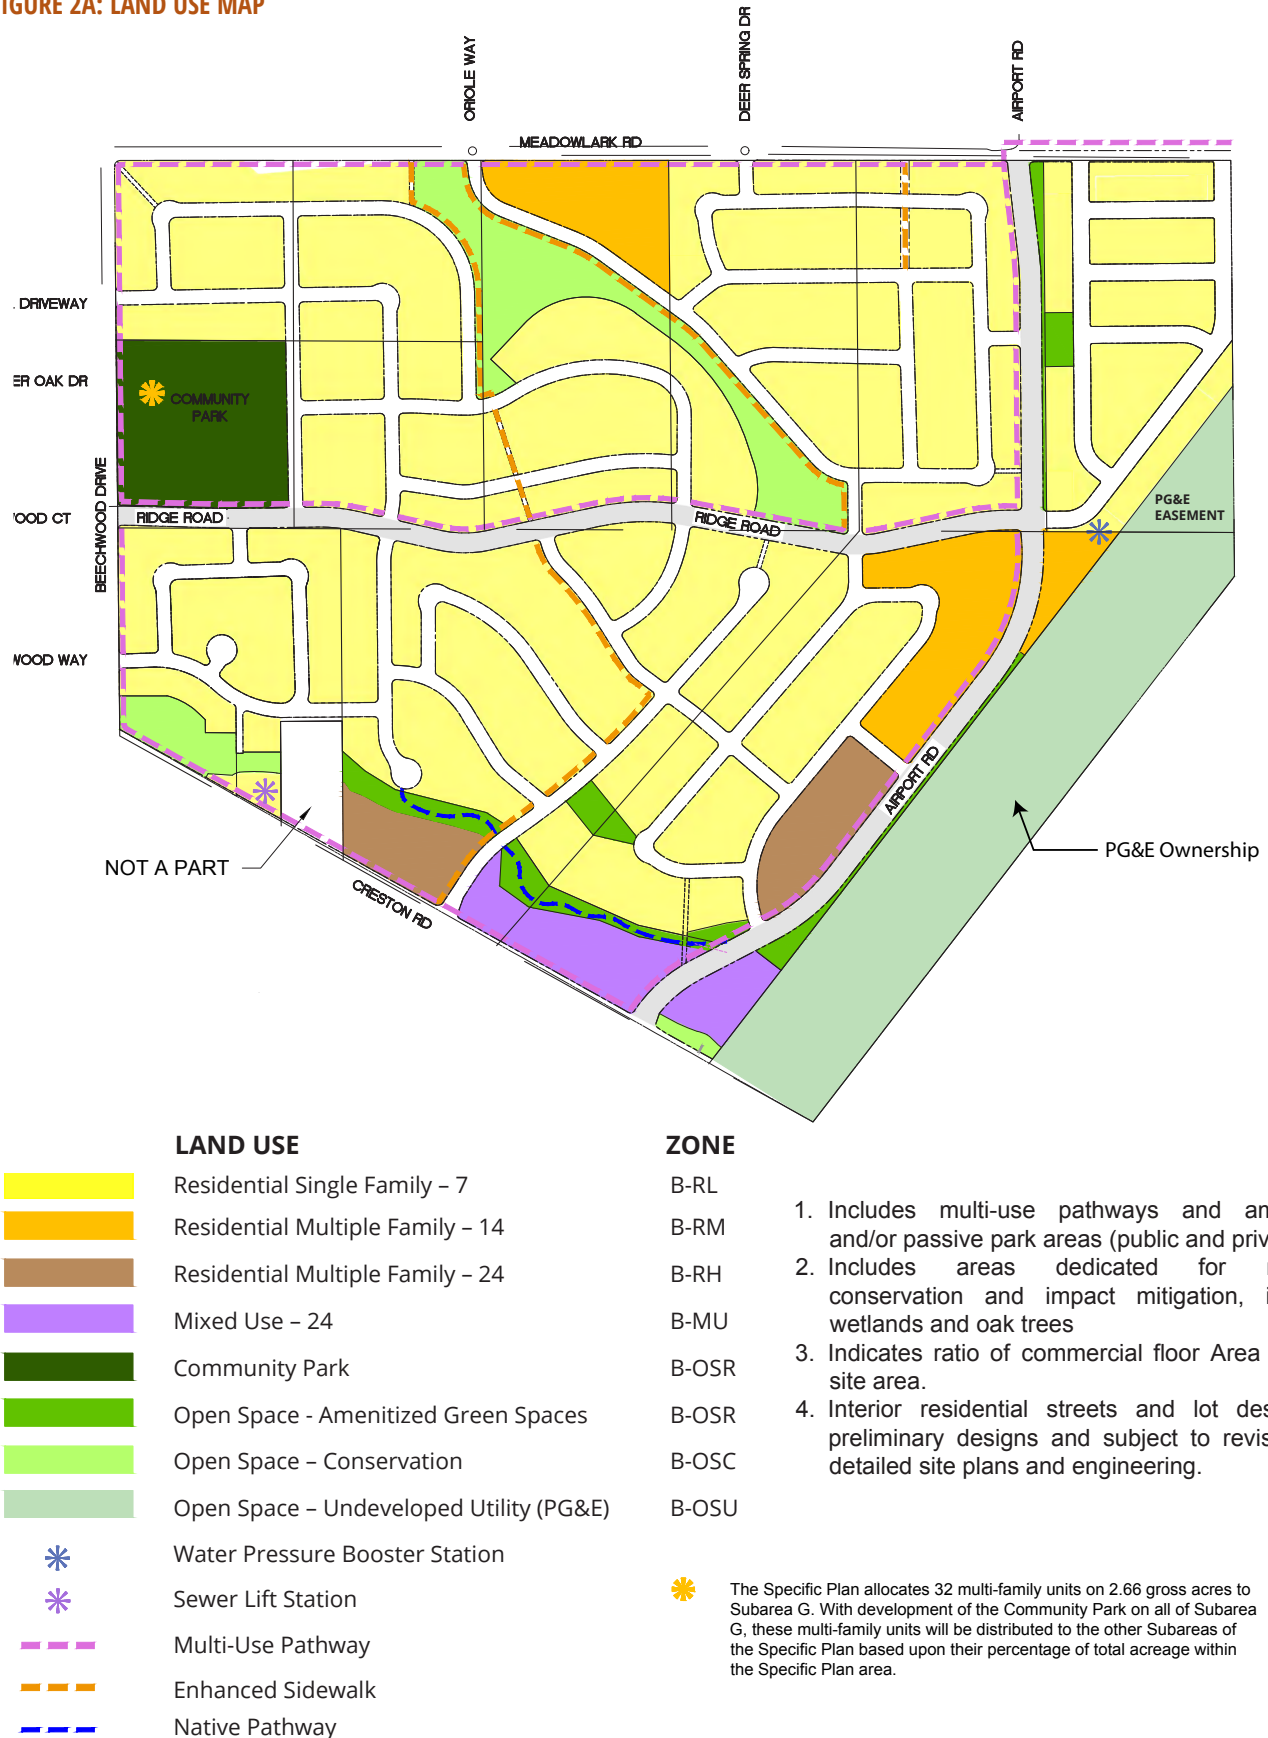 FIGURE 2A: LAND USE MAP
ORIOLE WAY
DEER SPRING DR
AIRPORT RD
MEADOWLARK RD
DRIVEWAY
ER OAK DR
COMMUNITY
PARK
BEECHWOOD DRIVE
OOD CT
RIDGE ROAD
RIDGE ROAD
PG&E
EASEMENT
WOOD WAY
AIRPORT RD
NOT A PART
PG&E Ownership
CRESTON RD
LAND USE ZONE
Residential Single Family – 7 B-RL
Residential Multiple Family – 14 B-RM
Residential Multiple Family – 24 B-RH
Mixed Use – 24 B-MU
Community Park B-OSR
Open Space - Amenitized Green Spaces B-OSR
Open Space – Conservation B-OSC
Open Space – Undeveloped Utility (PG&E) B-OSU
Water Pressure Booster Station
Sewer Lift Station
Multi-Use Pathway
Enhanced Sidewalk
Native Pathway
1. Includes multi-use pathways and am
and/or passive park areas (public and priv
2. Includes areas dedicated for
conservation and impact mitigation, i
wetlands and oak trees
3. Indicates ratio of commercial floor Area
site area.
4. Interior residential streets and lot des
preliminary designs and subject to revis
detailed site plans and engineering.
The Specific Plan allocates 32 multi-family units on 2.66 gross acres to
Subarea G. With development of the Community Park on all of Subarea
G, these multi-family units will be distributed to the other Subareas of
the Specific Plan based upon their percentage of total acreage within
the Specific Plan area.